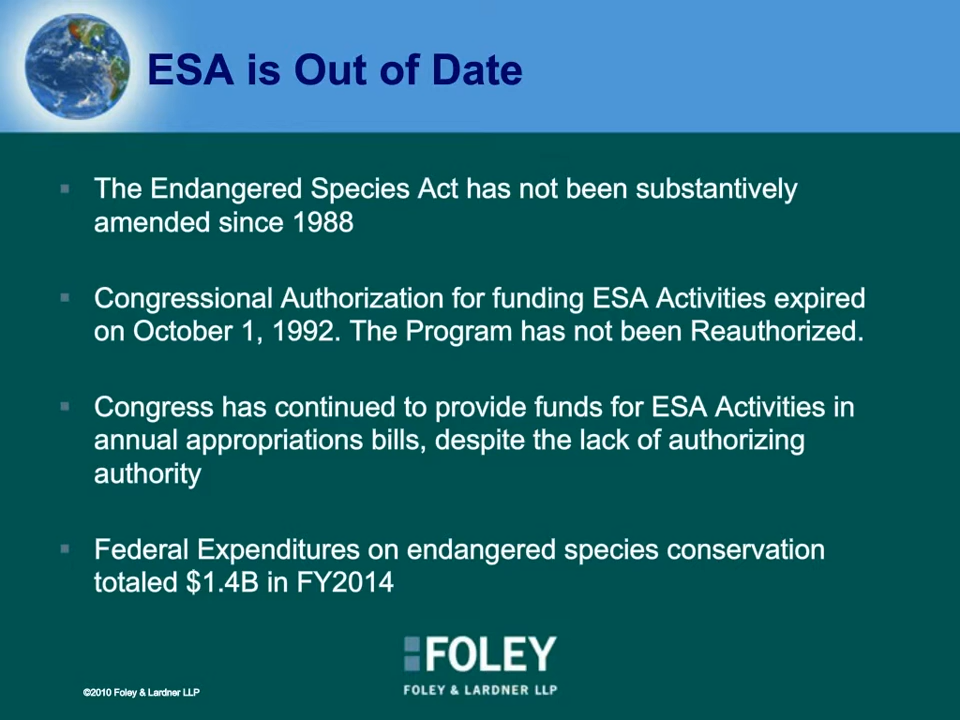 ESA is Out of Date
▪ The Endangered Species Act has not been substantively
amended since 1988
▪ Congressional Authorization for funding ESA Activities expired
on October 1, 1992. The Program has not been Reauthorized.
▪ Congress has continued to provide funds for ESA Activities in
annual appropriations bills, despite the lack of authorizing
authority
▪ Federal Expenditures on endangered species conservation
totaled $1.4B in FY2014
FOLEY
FOLEY & LARDNER LLP
©2010 Foley & Lardner LLP